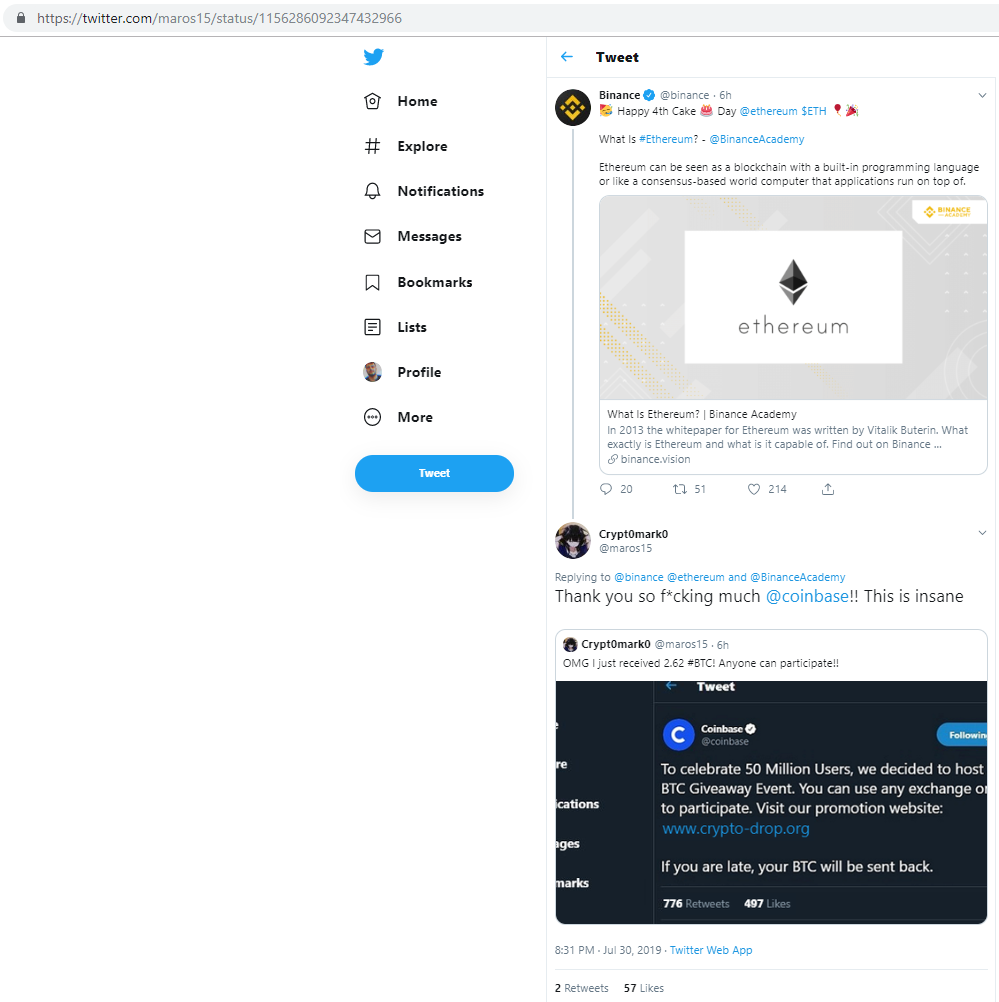 https://twitter.com/maros15/status/1156286092347432966
Home
Explore
Notifications
Messages
Bookmarks
Lists
Profile
More
Tweet
Tweet
Binance @binance · 6h
Happy 4th Cake Day @ethereum $ETH
What Is #Ethereum? - @BinanceAcademy
Ethereum can be seen as a blockchain with a built-in programming language
or like a consensus-based world computer that applications run on top of.
BINANCE
ACADEMY
ethereum
What Is Ethereum? | Binance Academy
In 2013 the whitepaper for Ethereum was written by Vitalik Buterin. What
exactly is Ethereum and what is it capable of. Find out on Binance ...
binance.vision
20 51 214
Crypt0mark0
@maros15
Replying to @binance @ethereum and @BinanceAcademy
Thank you so f*cking much @coinbase!! This is insane
Crypt0mark0 @maros15 · 6h
OMG I just received 2.62 #BTC! Anyone can participate!!
Tweet
Coinbase
@coinbase
Following
re
ications
ages
marks
To celebrate 50 Million Users, we decided to host
BTC Giveaway Event. You can use any exchange or
to participate. Visit our promotion website:
www.crypto-drop.org
If you are late, your BTC will be sent back.
776 Retweets 497 Likes
8:31 PM · Jul 30, 2019 · Twitter Web App
2 Retweets 57 Likes